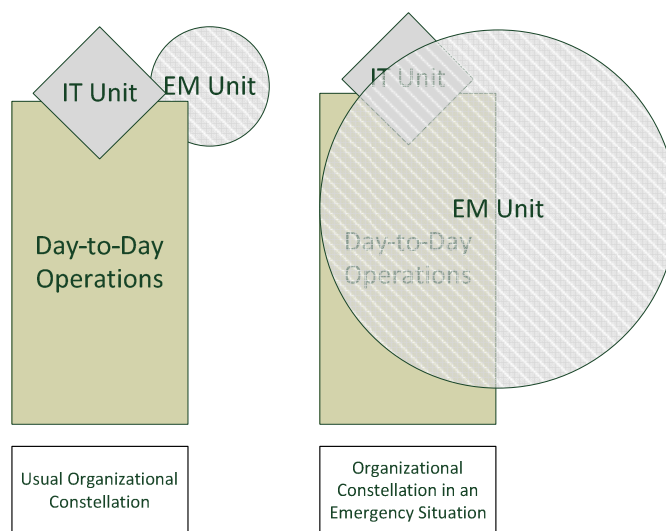 IT Unit
EM Unit
Day-to-Day
Operations
Usual Organizational
Constellation
IT Unit
EM Unit
Day-to-Day
Operations
Organizational
Constellation in an
Emergency Situation